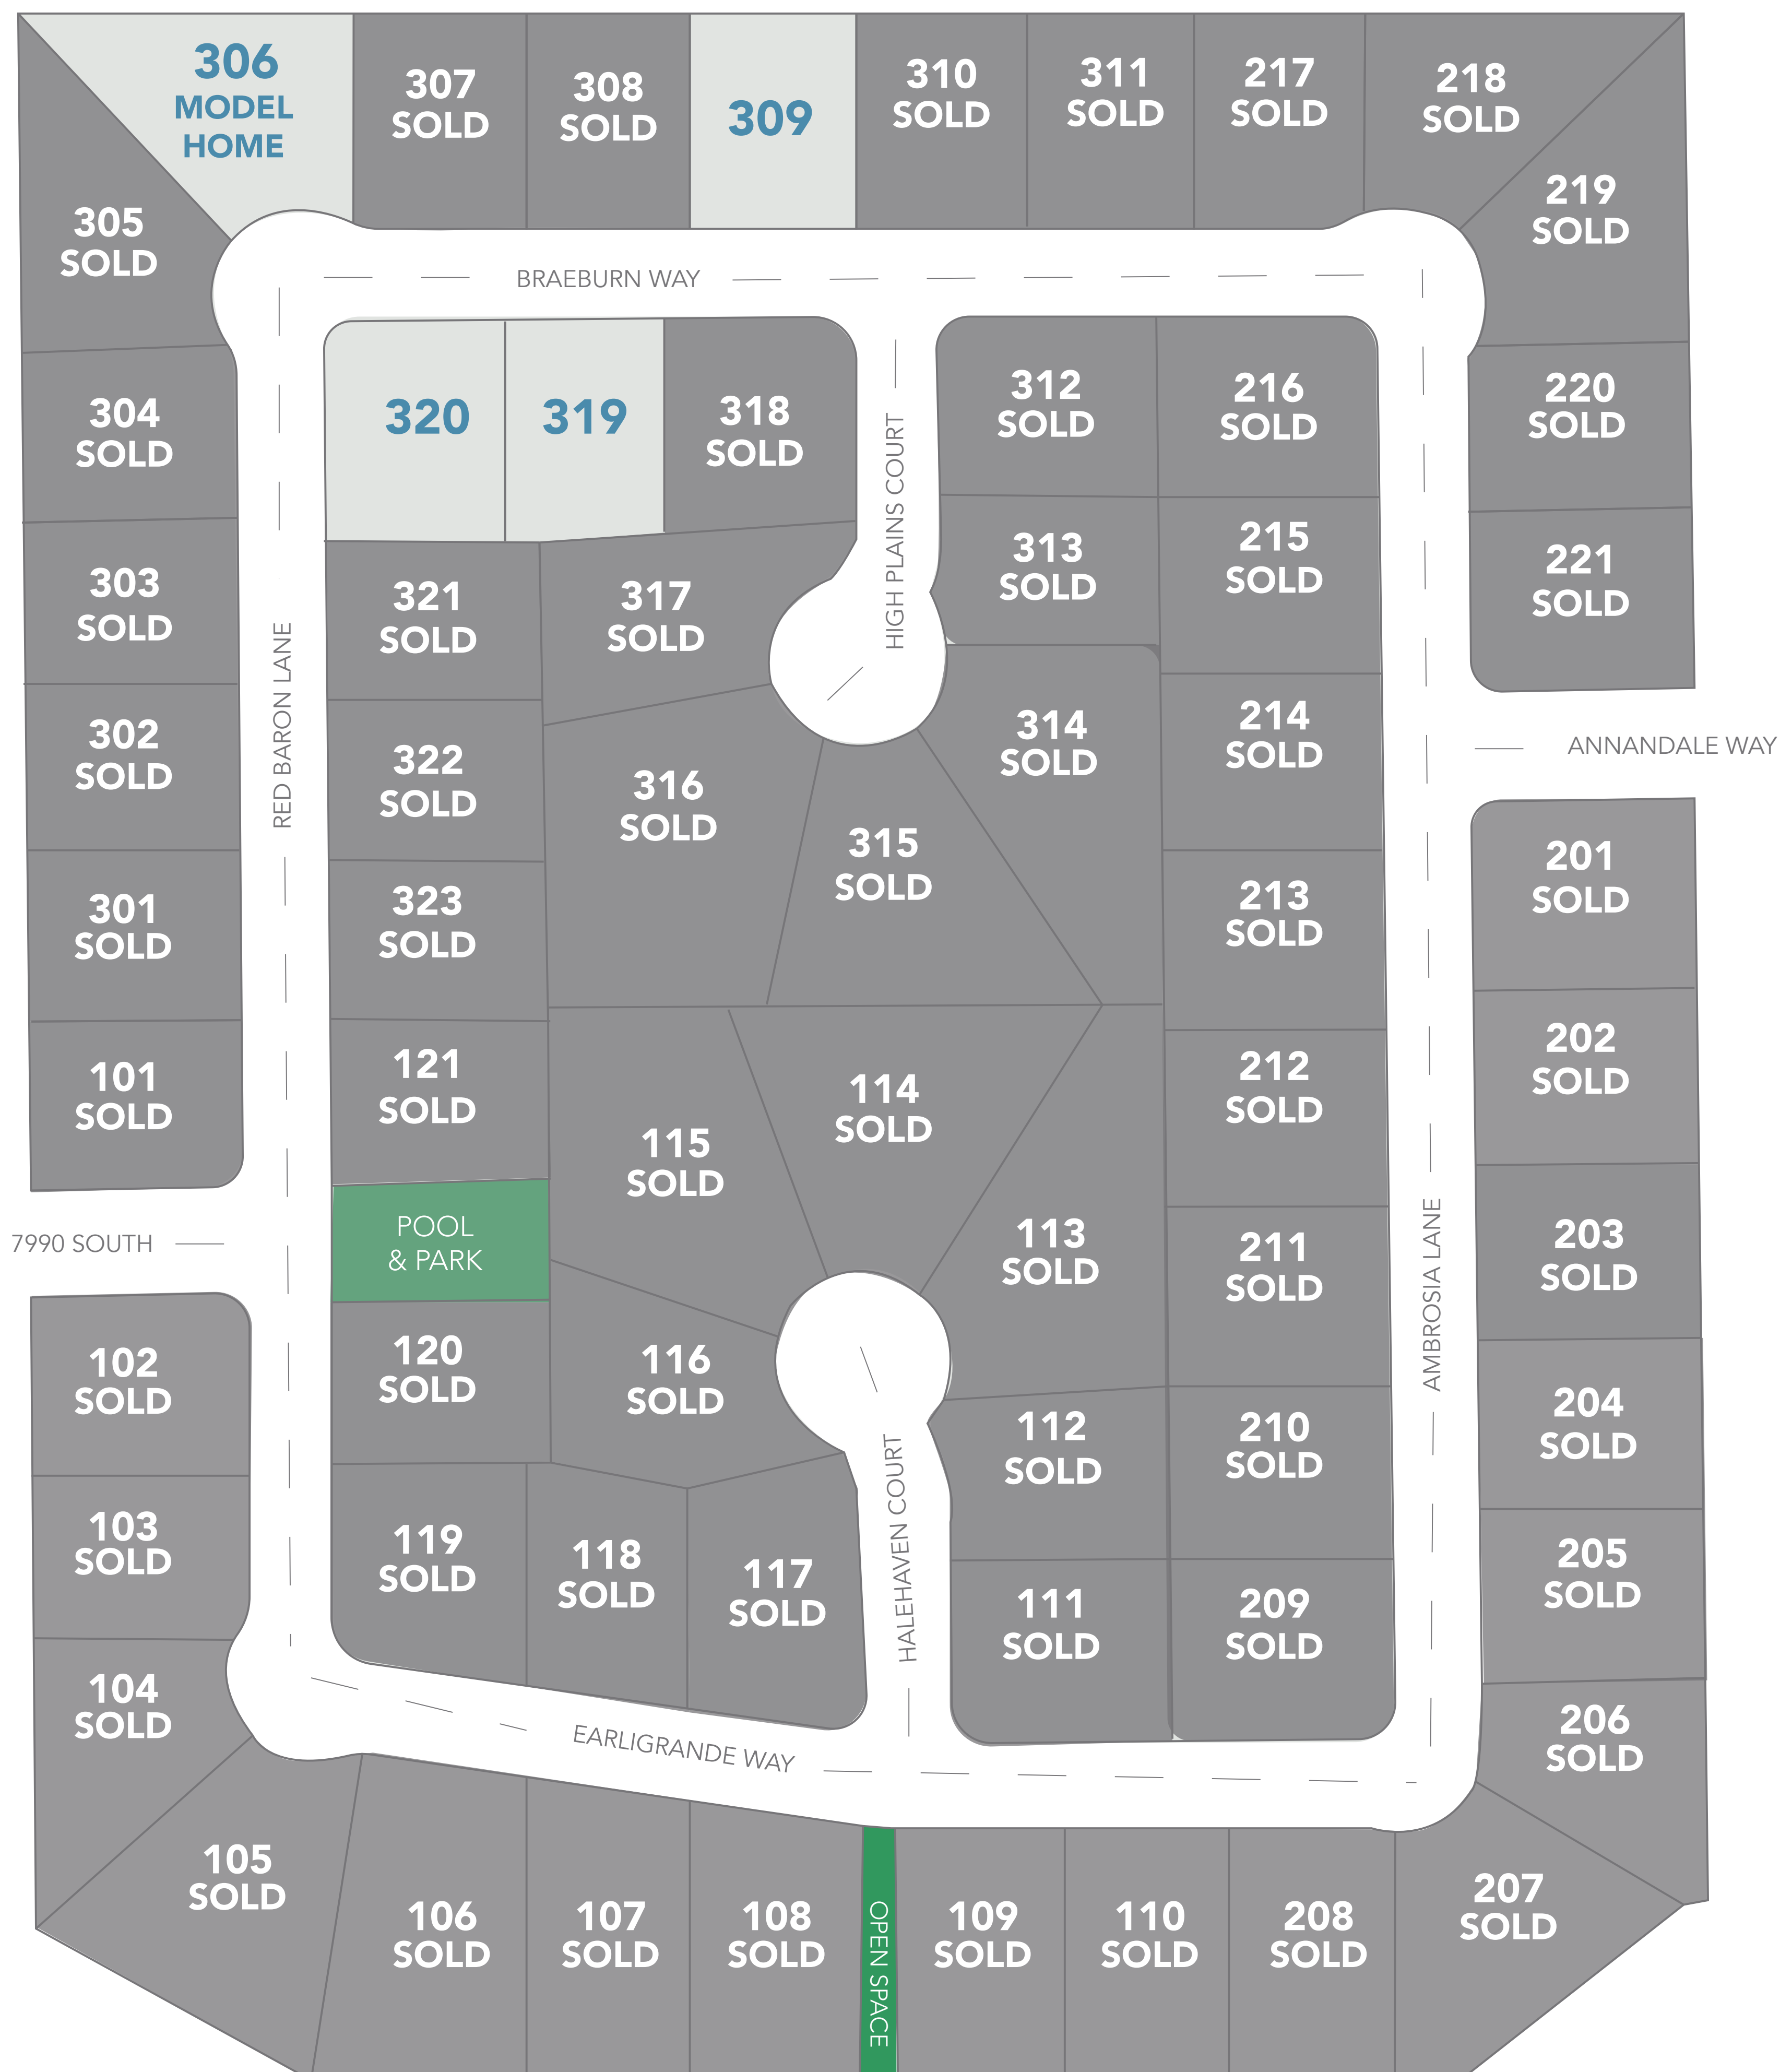 306
MODEL
HOME
307
SOLD
308
SOLD
309
310
SOLD
311
SOLD
217
SOLD
218
SOLD
219
SOLD
305
SOLD
BRAEBURN WAY
304
SOLD
320
319
318
SOLD
HIGH PLAINS COURT
312
SOLD
216
SOLD
220
SOLD
303
SOLD
321
SOLD
317
SOLD
313
SOLD
215
SOLD
221
SOLD
RED BARON LANE
302
SOLD
322
SOLD
316
SOLD
315
SOLD
314
SOLD
214
SOLD
ANNANDALE WAY
301
SOLD
323
SOLD
213
SOLD
201
SOLD
101
SOLD
121
SOLD
115
SOLD
114
SOLD
212
SOLD
202
SOLD
7990 SOUTH
POOL
& PARK
113
SOLD
211
SOLD
AMBROSIA LANE
203
SOLD
102
SOLD
120
SOLD
116
SOLD
112
SOLD
210
SOLD
204
SOLD
103
SOLD
119
SOLD
118
SOLD
117
SOLD
HALEHAVEN COURT
111
SOLD
209
SOLD
205
SOLD
104
SOLD
EARLIGRANDE WAY
206
SOLD
105
SOLD
106
SOLD
107
SOLD
108
SOLD
OPEN SPACE
109
SOLD
110
SOLD
208
SOLD
207
SOLD